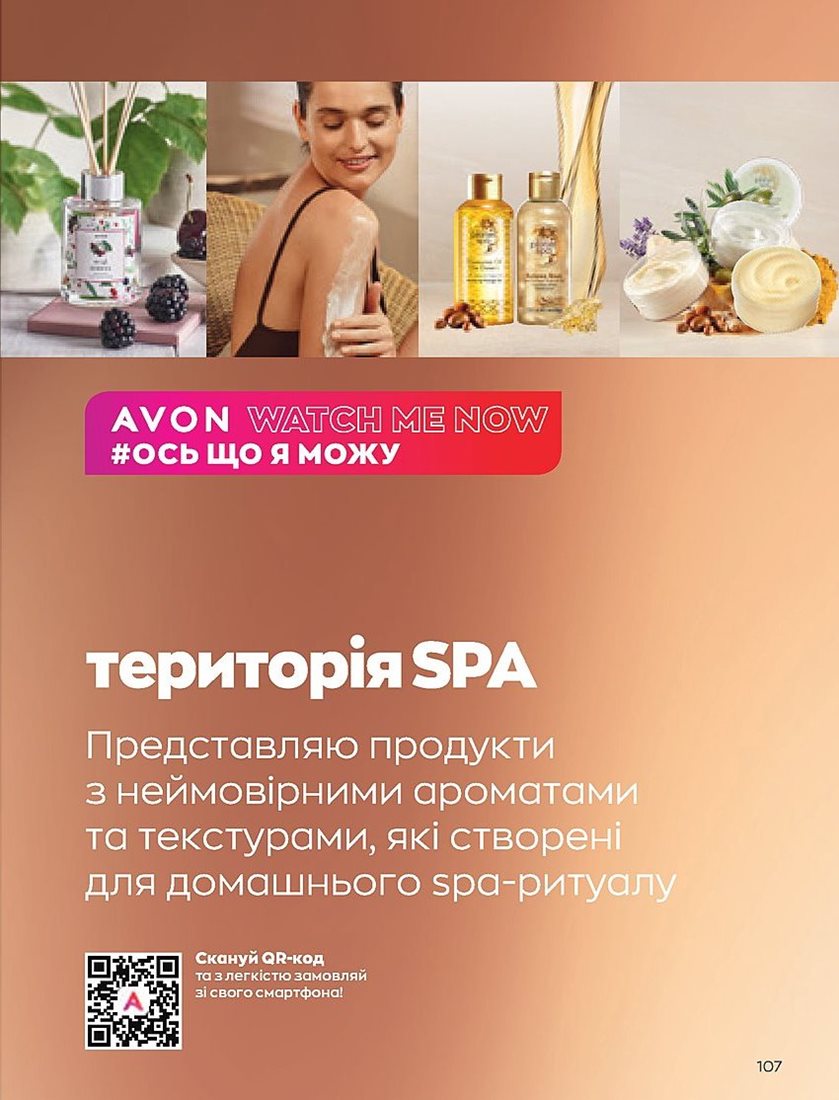 AVON WATCH ME NOW
#ОСЬ ЩО Я МОЖУ
територія SPA
Представляю продукти
з неймовірними ароматами
та текстурами, які створені
для домашнього spa-ритуалу
Скануй QR-код
та з легкістю замовляй
зі свого смартфона!
107